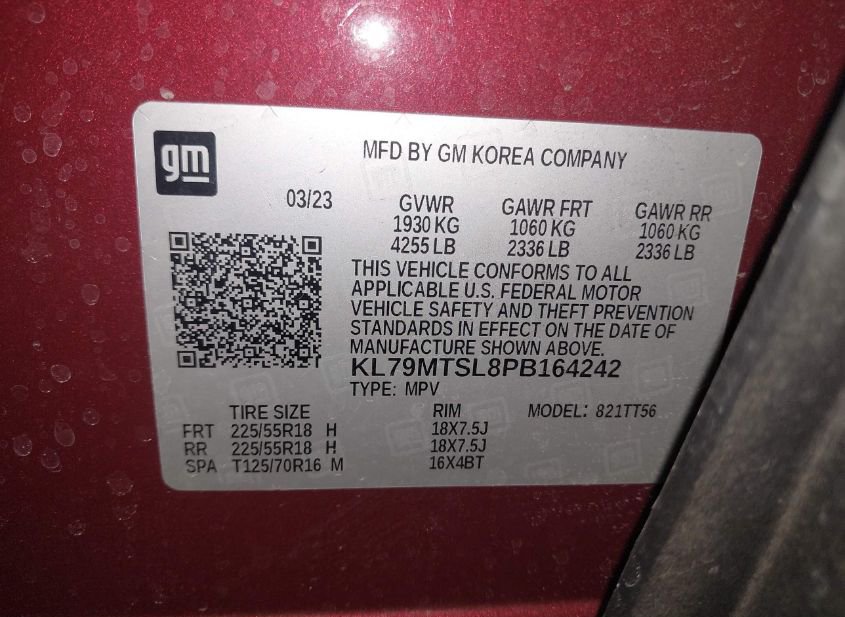 gm
MFD BY GM KOREA COMPANY
03/23
GVWR GAWR FRT GAWR RR
1930 KG 1060 KG 1060 KG
4255 LB 2336 LB 2336 LB
THIS VEHICLE CONFORMS TO ALL
APPLICABLE U.S. FEDERAL MOTOR
VEHICLE SAFETY AND THEFT PREVENTION
STANDARDS IN EFFECT ON THE DATE OF
MANUFACTURE SHOWN ABOVE.
KL79MTSL8PB164242
TYPE: MPV
TIRE SIZE RIM MODEL: 821TT56
FRT 225/55R18 H 18X7.5J
RR 225/55R18 H 18X7.5J
SPA T125/70R16 M 16X4BT